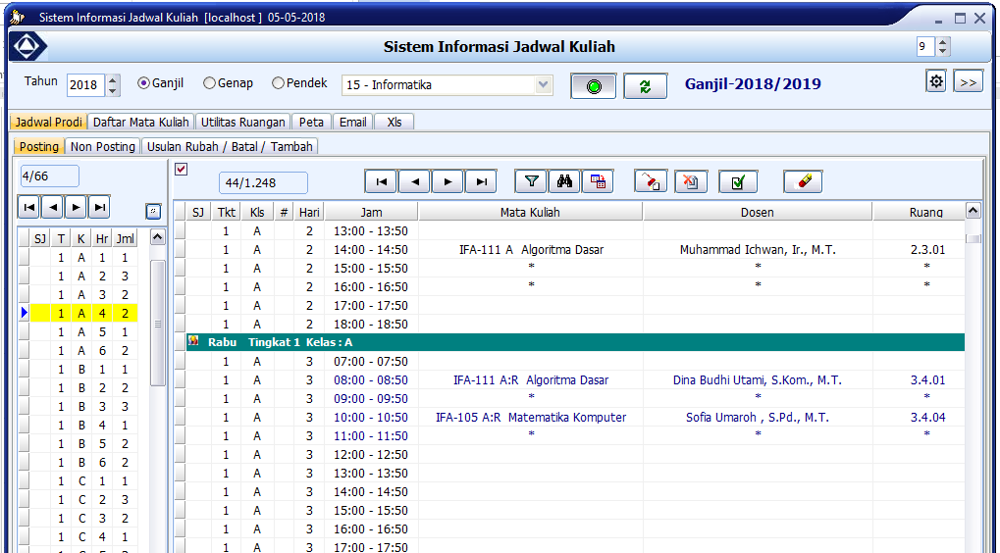 Sistem Informasi Jadwal Kuliah [localhost ] 05-05-2018
Sistem Informasi Jadwal Kuliah
9
Tahun 2018 Ganjil Genap Pendek 15 - Informatika Ganjil-2018/2019 >>
Jadwal Prodi Daftar Mata Kuliah Utilitas Ruangan Peta Email Xls
Posting Non Posting Usulan Rubah / Batal / Tambah
4/66
SJ T K Hr Jml
1 A 1 1
1 A 2 3
1 A 3 2
1 A 4 2
1 A 5 1
1 A 6 2
1 B 1 1
1 B 2 2
1 B 3 3
1 B 4 1
1 B 5 2
1 B 6 2
1 C 1 1
1 C 2 3
1 C 3 2
1 C 4 1
44/1.248
SJ Tkt Kls # Hari Jam Mata Kuliah Dosen Ruang
1 A 2 13:00 - 13:50
1 A 2 14:00 - 14:50 IFA-111 A Algoritma Dasar Muhammad Ichwan, Ir., M.T. 2.3.01
1 A 2 15:00 - 15:50 * * *
1 A 2 16:00 - 16:50 * * *
1 A 2 17:00 - 17:50
1 A 2 18:00 - 18:50
Rabu Tingkat 1 Kelas : A
1 A 3 07:00 - 07:50
1 A 3 08:00 - 08:50 IFA-111 A:R Algoritma Dasar Dina Budhi Utami, S.Kom., M.T. 3.4.01
1 A 3 09:00 - 09:50 * * *
1 A 3 10:00 - 10:50 IFA-105 A:R Matematika Komputer Sofia Umaroh , S.Pd., M.T. 3.4.04
1 A 3 11:00 - 11:50 * * *
1 A 3 12:00 - 12:50
1 A 3 13:00 - 13:50
1 A 3 14:00 - 14:50
1 A 3 15:00 - 15:50
1 A 3 16:00 - 16:50
1 A 3 17:00 - 17:50